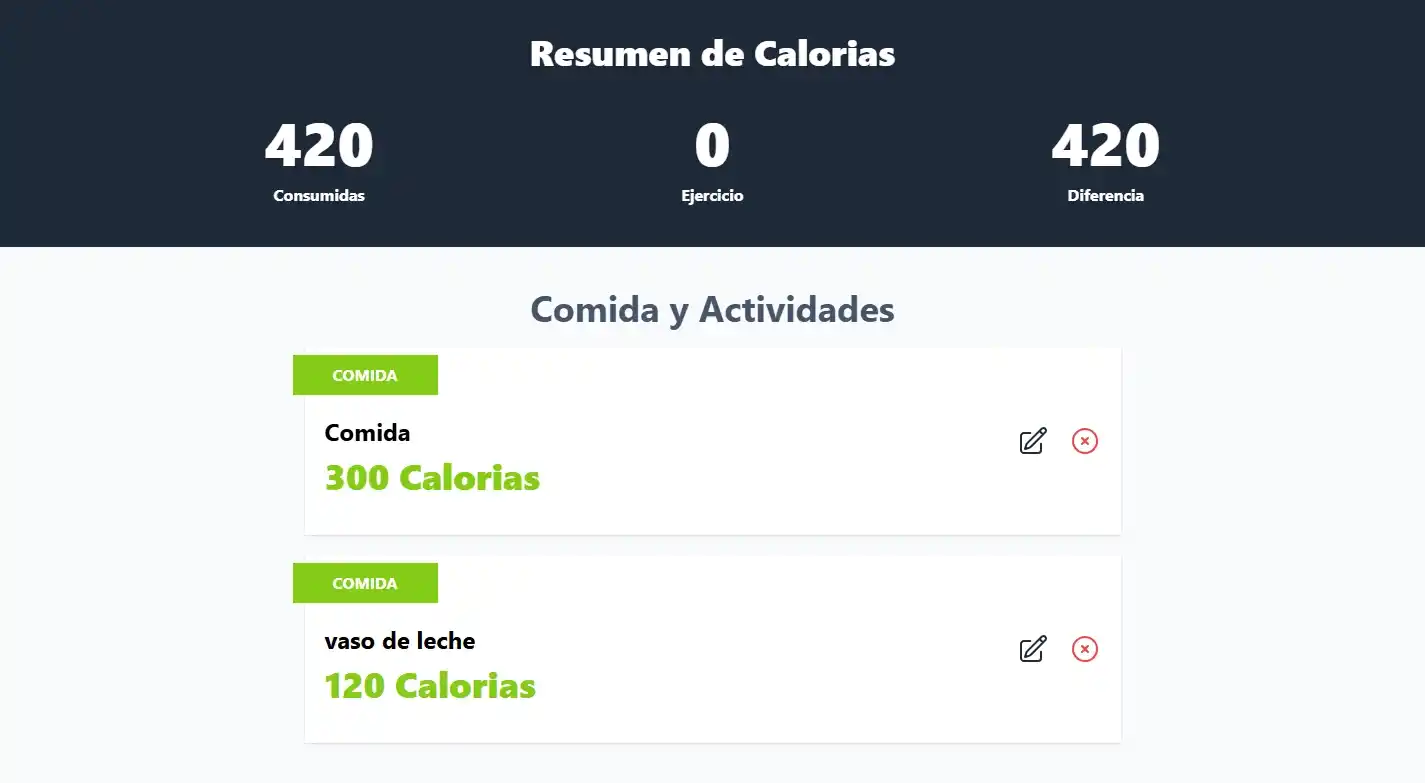 Resumen de Calorias
420 0 420
Consumidas Ejercicio Diferencia
Comida y Actividades
COMIDA
Comida
300 Calorias
COMIDA
vaso de leche
120 Calorias